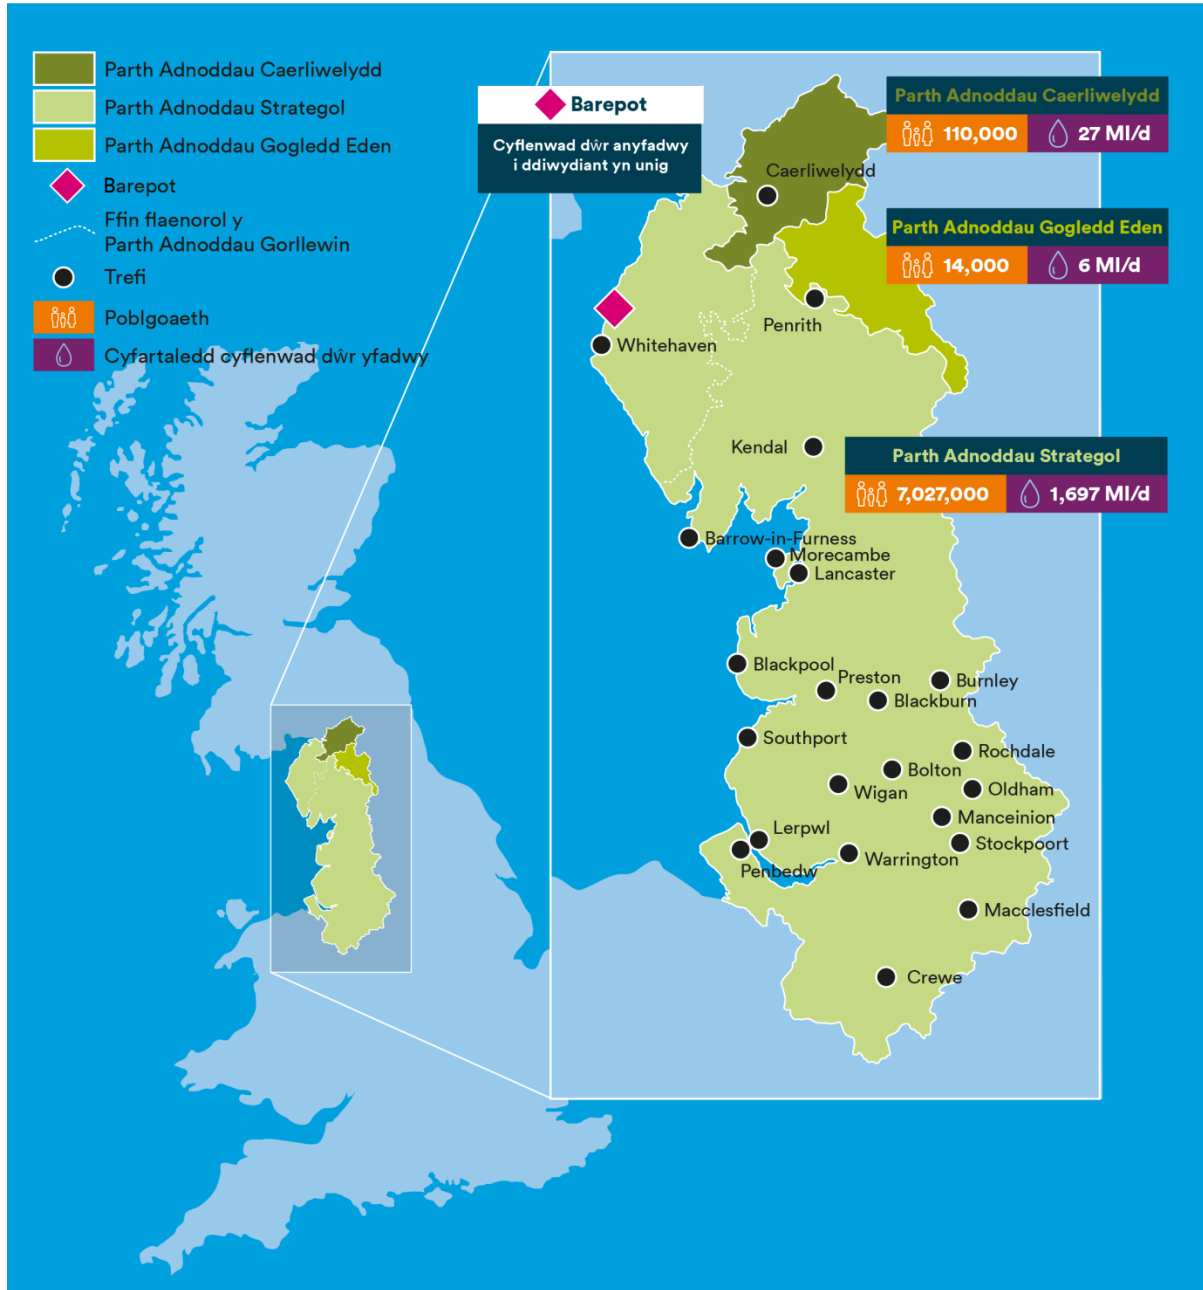 Parth Adnoddau Caerliwelydd
Parth Adnoddau Strategol
Parth Adnoddau Gogledd Eden
Barepot
Ffin flaenorol y
Parth Adnoddau Gorllewin
Trefi
Poblgoaeth
Cyfartaledd cyflenwad dŵr yfadwy
Barepot
Cyflenwad dŵr anyfadwy
i ddiwydiant yn unig
Parth Adnoddau Caerliwelydd
110,000
27 Ml/d
Caerliwelydd
Parth Adnoddau Gogledd Eden
14,000
6 Ml/d
Penrith
Whitehaven
Kendal
Parth Adnoddau Strategol
7,027,000
1,697 Ml/d
Barrow-in-Furness
Morecambe
Lancaster
Blackpool
Preston
Burnley
Blackburn
Southport
Rochdale
Bolton
Wigan
Oldham
Manceinion
Lerpwl
Stockpoort
Penbedw
Warrington
Macclesfield
Crewe